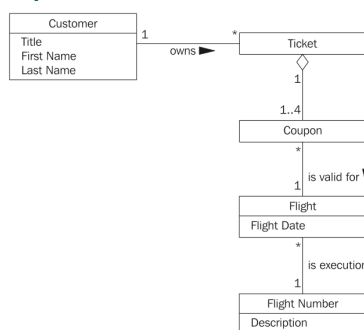 Customer
Title
First Name
Last Name
1
owns
*
Ticket
1
1..4
Coupon
*
is valid for
1
Flight
Flight Date
*
1
Flight Number
Description